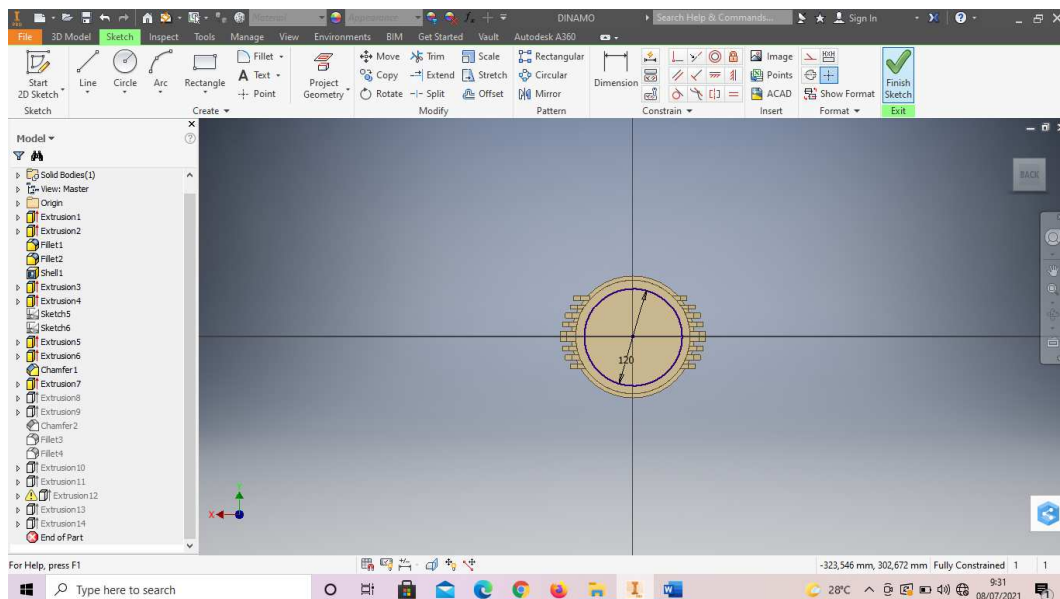 DINAMO
Search Help & Commands...
Sign In
File 3D Model Sketch Inspect Tools Manage View Environments BIM Get Started Vault Autodesk A360
Start
2D Sketch
Line
Circle
Arc
Rectangle
Fillet
Text
Point
Project
Geometry
Move Trim Scale
Copy Extend Stretch
Rotate Split Offset
Rectangular
Circular
Mirror
Dimension
Image
Points
ACAD
Show Format
Finish
Sketch
Sketch Create Modify Pattern Constrain Insert Format Exit
Model
Solid Bodies(1)
View: Master
Origin
Extrusion1
Extrusion2
Fillet1
Fillet2
Shell1
Extrusion3
Extrusion4
Sketch5
Sketch6
Extrusion5
Extrusion6
Chamfer1
Extrusion7
Extrusion8
Extrusion9
Chamfer2
Fillet3
Fillet4
Extrusion10
Extrusion11
Extrusion12
Extrusion13
Extrusion14
End of Part
BACK
120
Y
X
For Help, press F1
-323,546 mm, 302,672 mm Fully Constrained 1 1
Type here to search
28°C
9:31
08/07/2021